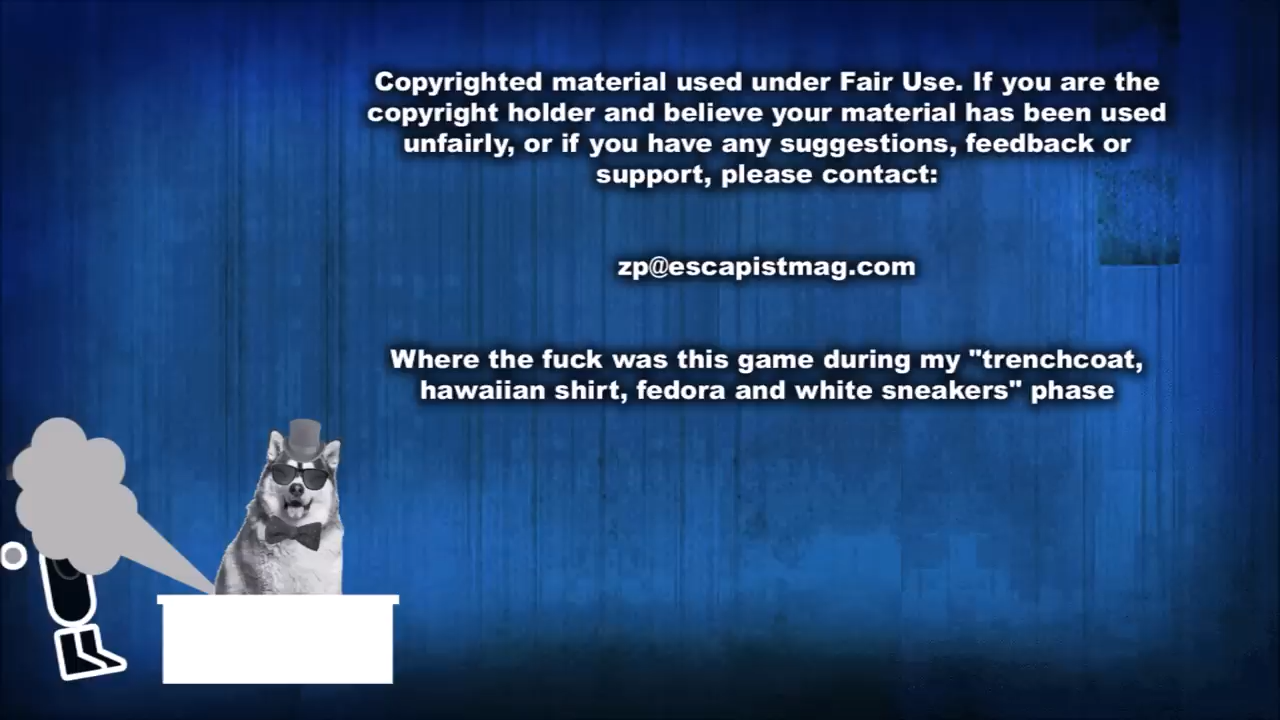 Copyrighted material used under Fair Use. If you are the
copyright holder and believe your material has been used
unfairly, or if you have any suggestions, feedback or
support, please contact:
zp@escapistmag.com
Where the fuck was this game during my "trenchcoat,
hawaiian shirt, fedora and white sneakers" phase